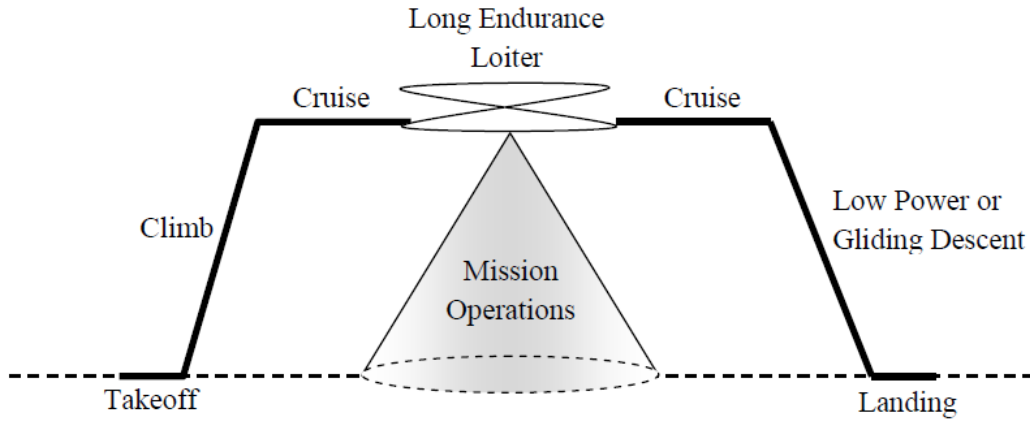 Long Endurance
Loiter
Cruise
Cruise
Climb
Low Power or
Gliding Descent
Mission
Operations
Takeoff
Landing